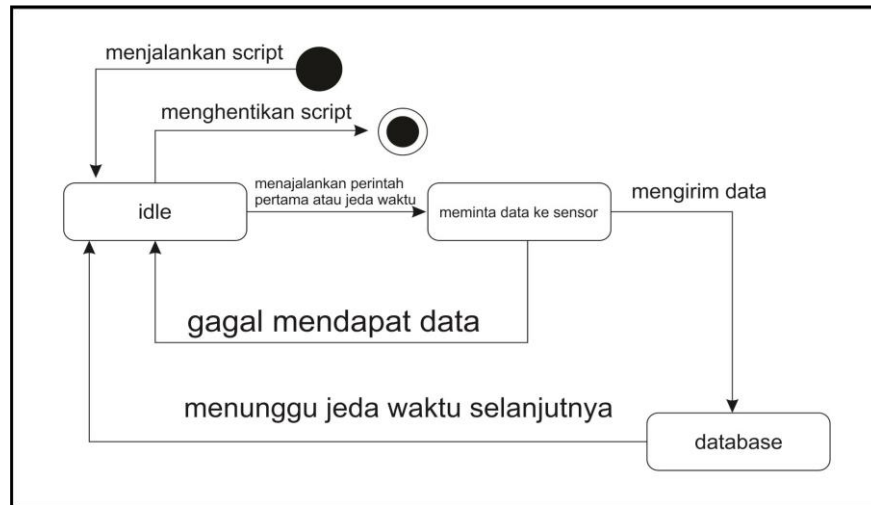 menjalankan script
menghentikan script
menajalankan perintah
pertama atau jeda waktu
idle
meminta data ke sensor
mengirim data
gagal mendapat data
menunggu jeda waktu selanjutnya
database